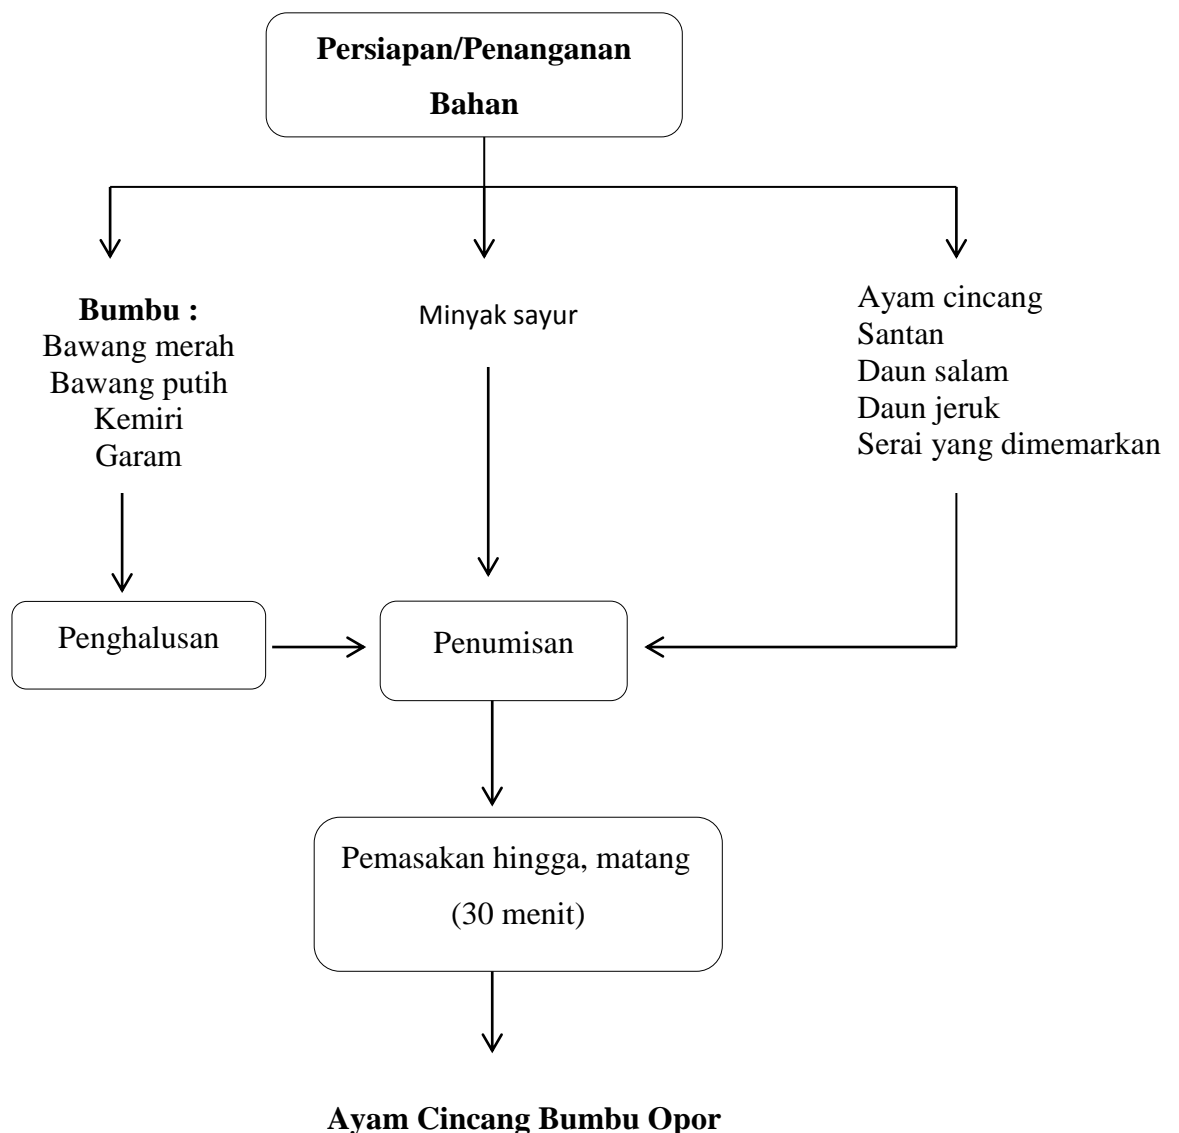 Persiapan/Penanganan
Bahan
Bumbu :
Bawang merah
Bawang putih
Kemiri
Garam
Minyak sayur
Ayam cincang
Santan
Daun salam
Daun jeruk
Serai yang dimemarkan
Penghalusan
Penumisan
Pemasakan hingga, matang
(30 menit)
Ayam Cincang Bumbu Opor